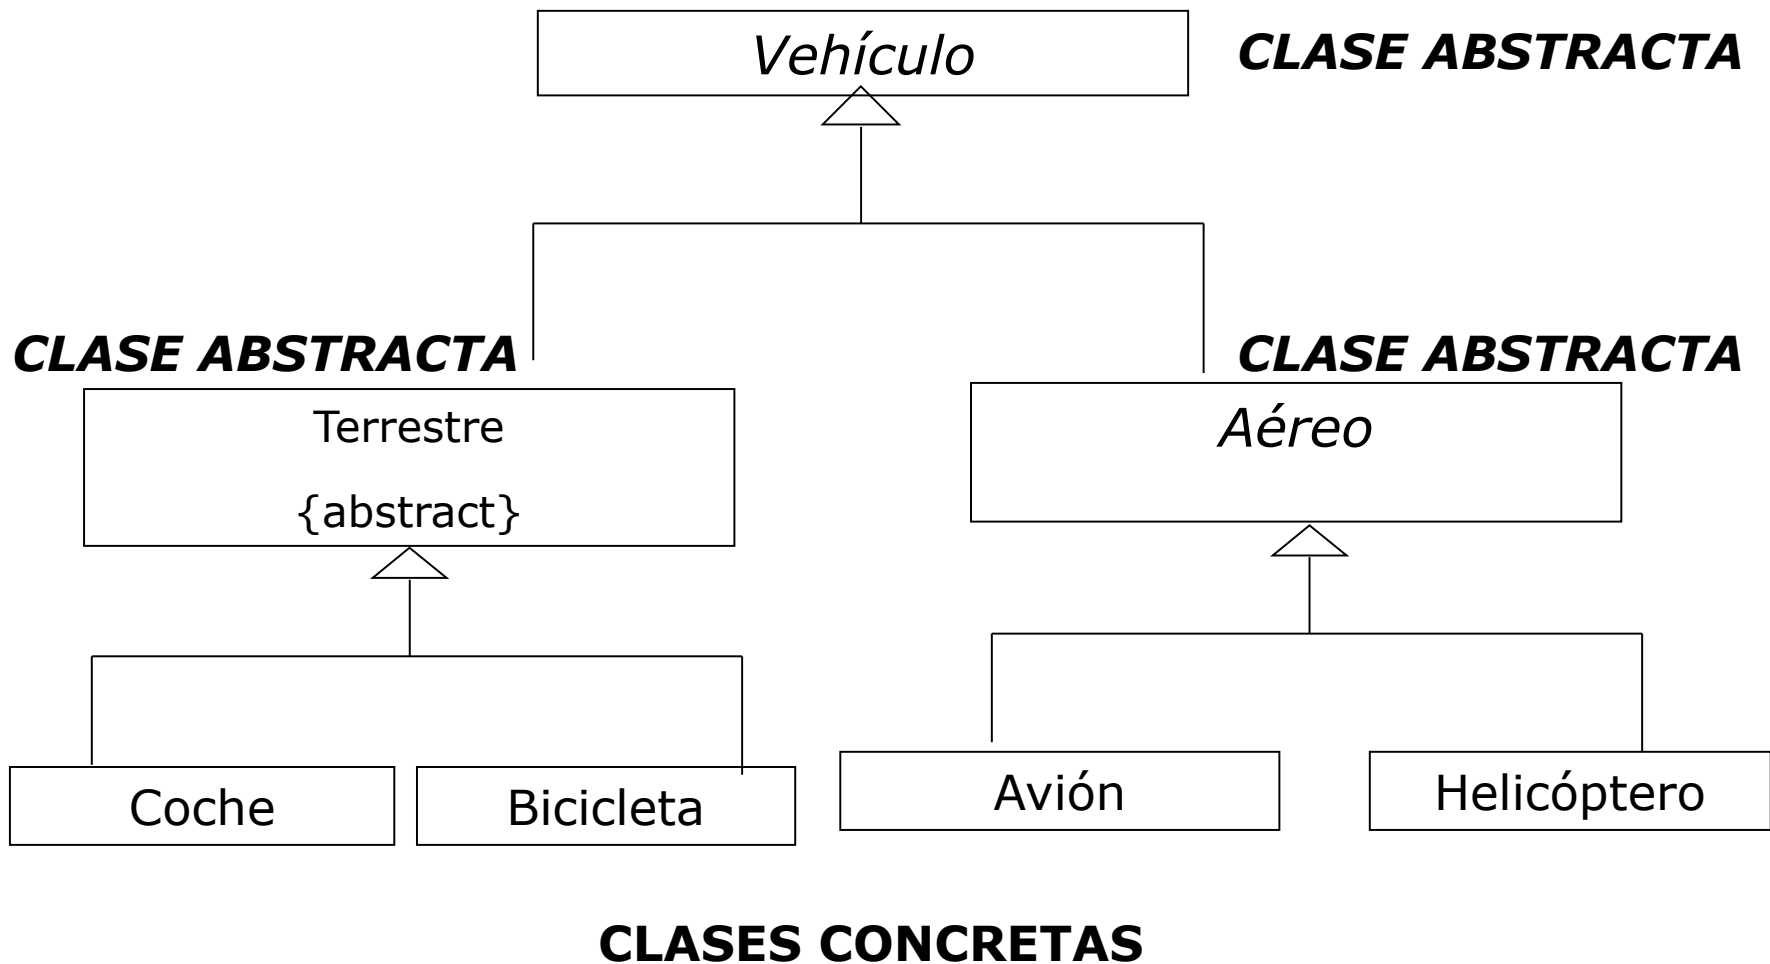 Vehículo
CLASE ABSTRACTA
CLASE ABSTRACTA
CLASE ABSTRACTA
Terrestre
{abstract}
Aéreo
Coche
Bicicleta
Avión
Helicóptero
CLASES CONCRETAS